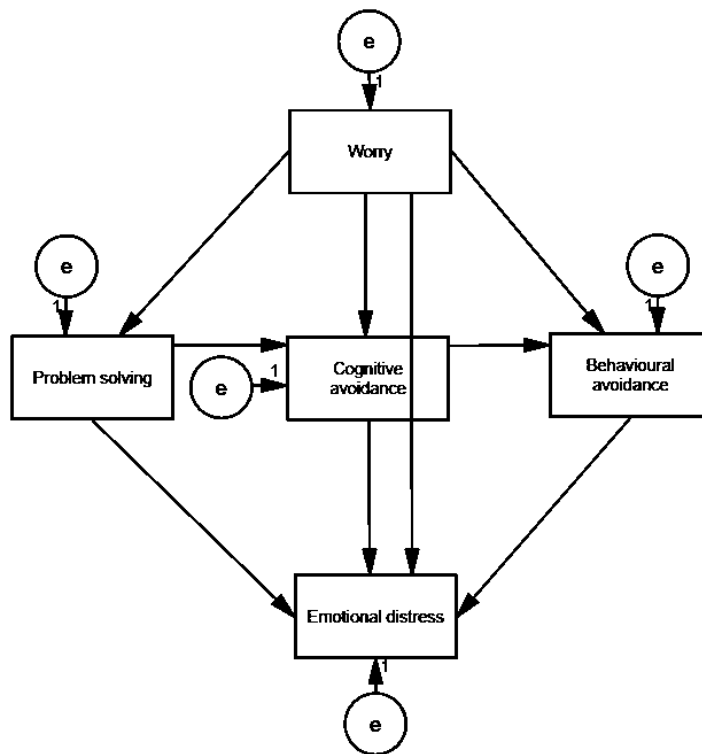 e
1
Worry
e
e
1
1
Problem solving
Cognitive
avoidance
Behavioural
avoidance
e
1
Emotional distress
1
e